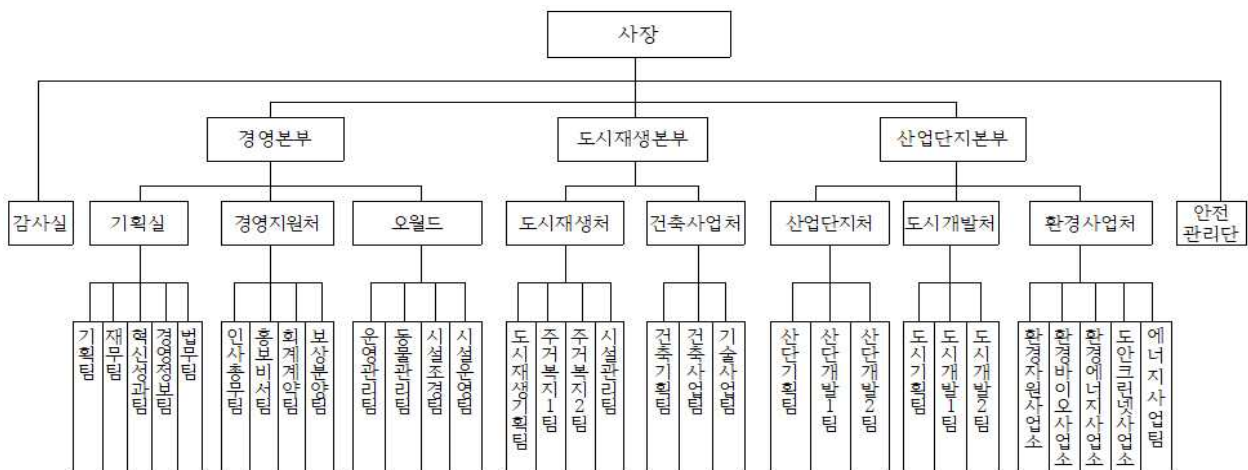 사장
경영본부
도시재생본부
산업단지본부
감사실
기획실
경영지원처
오월드
도시재생처
건축사업처
산업단지처
도시개발처
환경사업처
안전
관리단
기획팀
재무팀
혁신성과팀
경영정보팀
법무팀
인사총무팀
홍보비서팀
회계계약팀
보상분양팀
운영관리팀
동물관리팀
시설조경팀
시설운영팀
도시재생기획팀
주거복지1팀
주거복지2팀
시설관리팀
건축기획팀
건축사업팀
기술사업팀
산단기획팀
산단개발1팀
산단개발2팀
도시기획팀
도시개발1팀
도시개발2팀
환경자원사업소
환경바이오사업소
환경에너지사업소
도안크린넷사업소
에너지사업팀